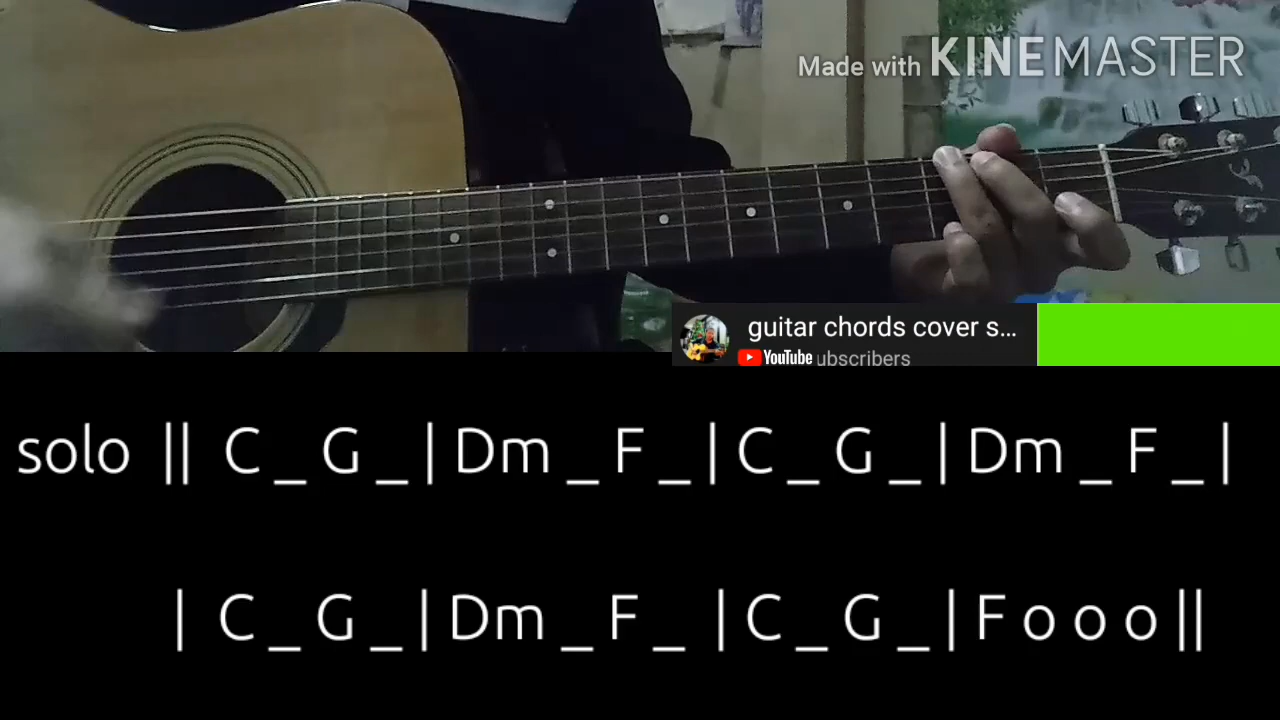 Made with KINEMASTER
guitar chords cover s...
YouTube ubscribers
solo || C _ G _ | Dm _ F _ | C _ G _ | Dm _ F _ |
| C _ G _ | Dm _ F _ | C _ G _ | F o o o ||